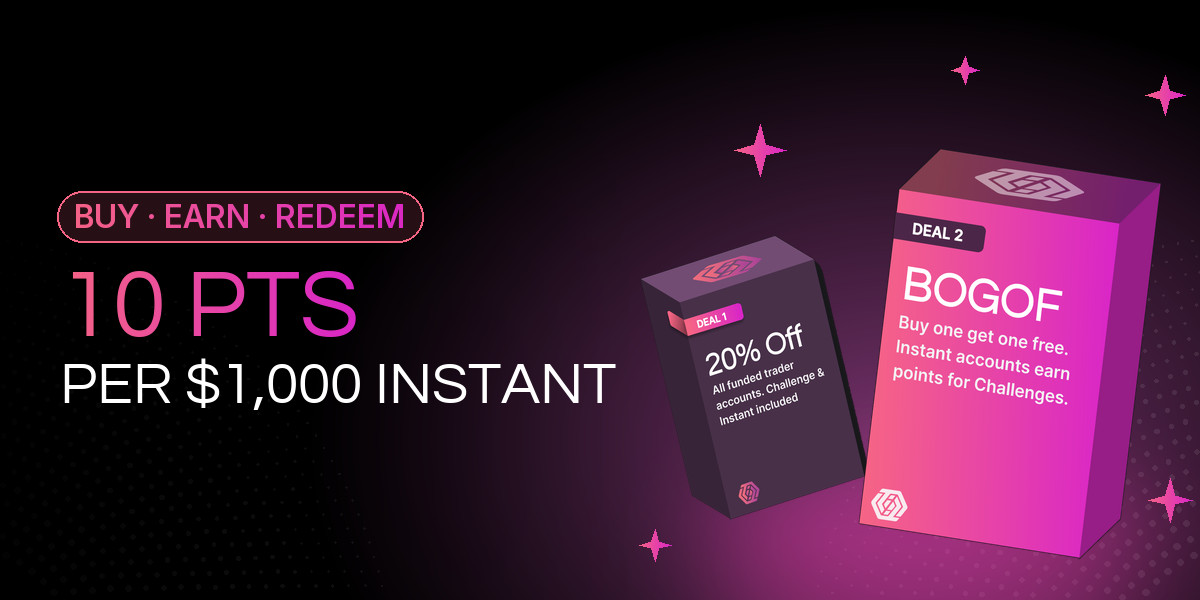 BUY · EARN · REDEEM
10 PTS
PER $1,000 INSTANT
DEAL 1
20% Off
All funded trader
accounts. Challenge &
Instant included
DEAL 2
BOGOF
Buy one get one free.
Instant accounts earn
points for Challenges.